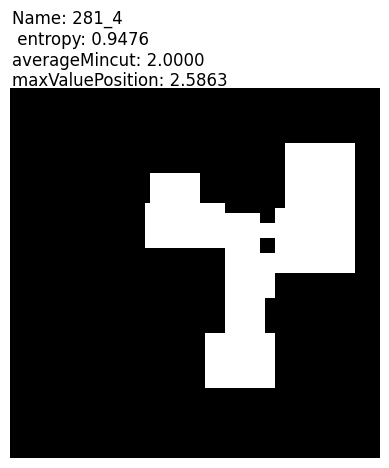 Name: 281_4
entropy: 0.9476
averageMincut: 2.0000
maxValuePosition: 2.5863